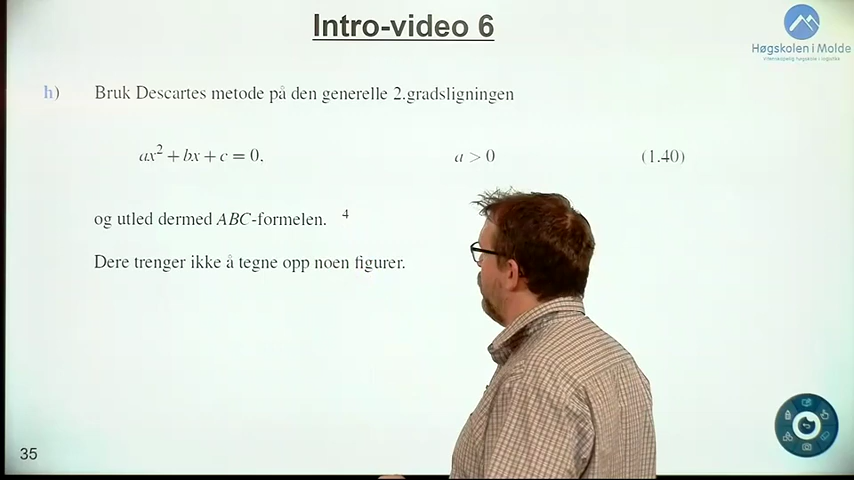 Intro-video 6
Høgskolen i Molde
h) Bruk Descartes metode på den generelle 2.gradsligningen
ax² + bx + c = 0. a > 0 (1.40)
og utled dermed ABC-formelen. 4
Dere trenger ikke å tegne opp noen figurer.
35